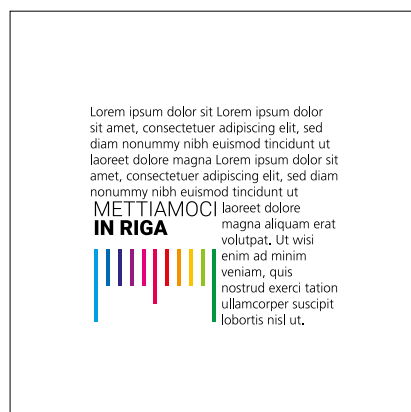 Lorem ipsum dolor sit Lorem ipsum dolor
sit amet, consectetuer adipiscing elit, sed
diam nonummy nibh euismod tincidunt ut
laoreet dolore magna Lorem ipsum dolor sit
amet, consectetuer adipiscing elit, sed diam
nonummy nibh euismod tincidunt ut
METTIAMOCI
IN RIGA
laoreet dolore
magna aliquam erat
volutpat. Ut wisi
enim ad minim
veniam, quis
nostrud exerci tation
ullamcorper suscipit
lobortis nisl ut.